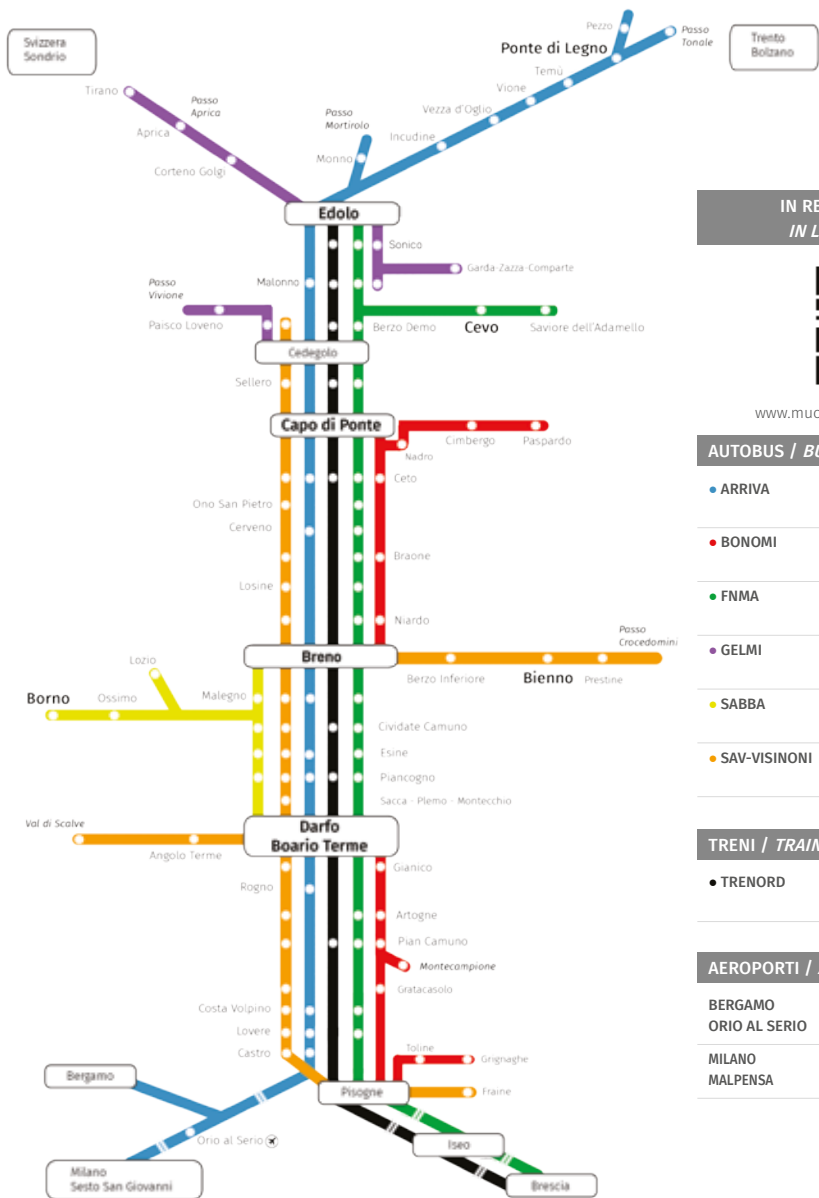 Svizzera
Sondrio
Pezzo
Passo
Tonale
Trento
Bolzano
Ponte di Legno
Temù
Vione
Vezza d'Oglio
Incudine
Tirano
Passo
Aprica
Aprica
Corteno Golgi
Passo
Mortirolo
Monno
Edolo
Sonico
Garda-Zazza-Comparte
Malonno
Passo
Vivione
Paisco Loveno
Berzo Demo
Cevo
Saviore dell'Adamello
Cedegolo
Sellero
Capo di Ponte
Nadro
Cimbergo
Paspardo
Ceto
Ono San Pietro
Cerveno
Braone
Losine
Niardo
Breno
Passo
Crocedomini
Berzo Inferiore
Bienno
Prestine
Lozio
Borno
Ossimo
Malegno
Cividate Camuno
Esine
Piancogno
Sacca - Plemo - Montecchio
Val di Scalve
Angolo Terme
Darfo
Boario Terme
Gianico
Rogno
Artogne
Pian Camuno
Montecampione
Gratacasolo
Costa Volpino
Lovere
Castro
Toline
Grignaghe
Pisogne
Fraine
Bergamo
Orio al Serio
Iseo
Milano
Sesto San Giovanni
Brescia
IN RE
IN L
www.muo
AUTOBUS / BU
• ARRIVA
• BONOMI
• FNMA
• GELMI
• SABBA
• SAV-VISINONI
TRENI / TRAIN
• TRENORD
AEROPORTI /
BERGAMO
ORIO AL SERIO
MILANO
MALPENSA